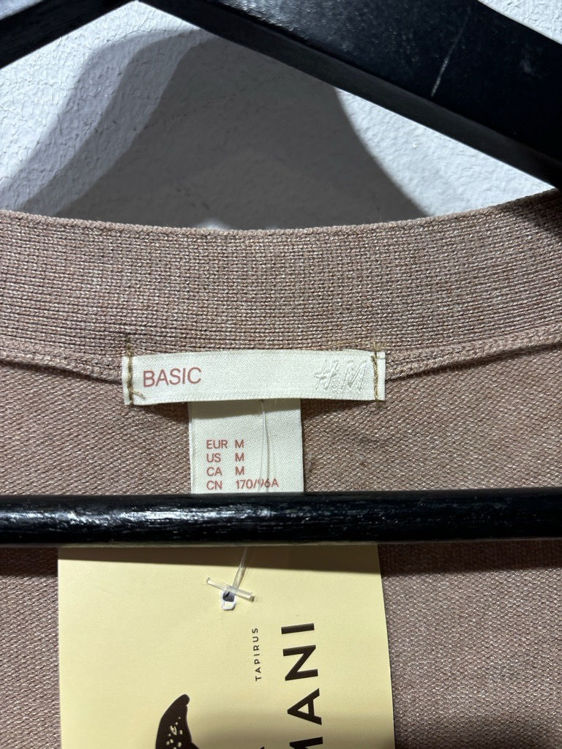 BASIC H&M
EUR M
US M
CA M
CN 170/96A
TAPIRUS
MANI